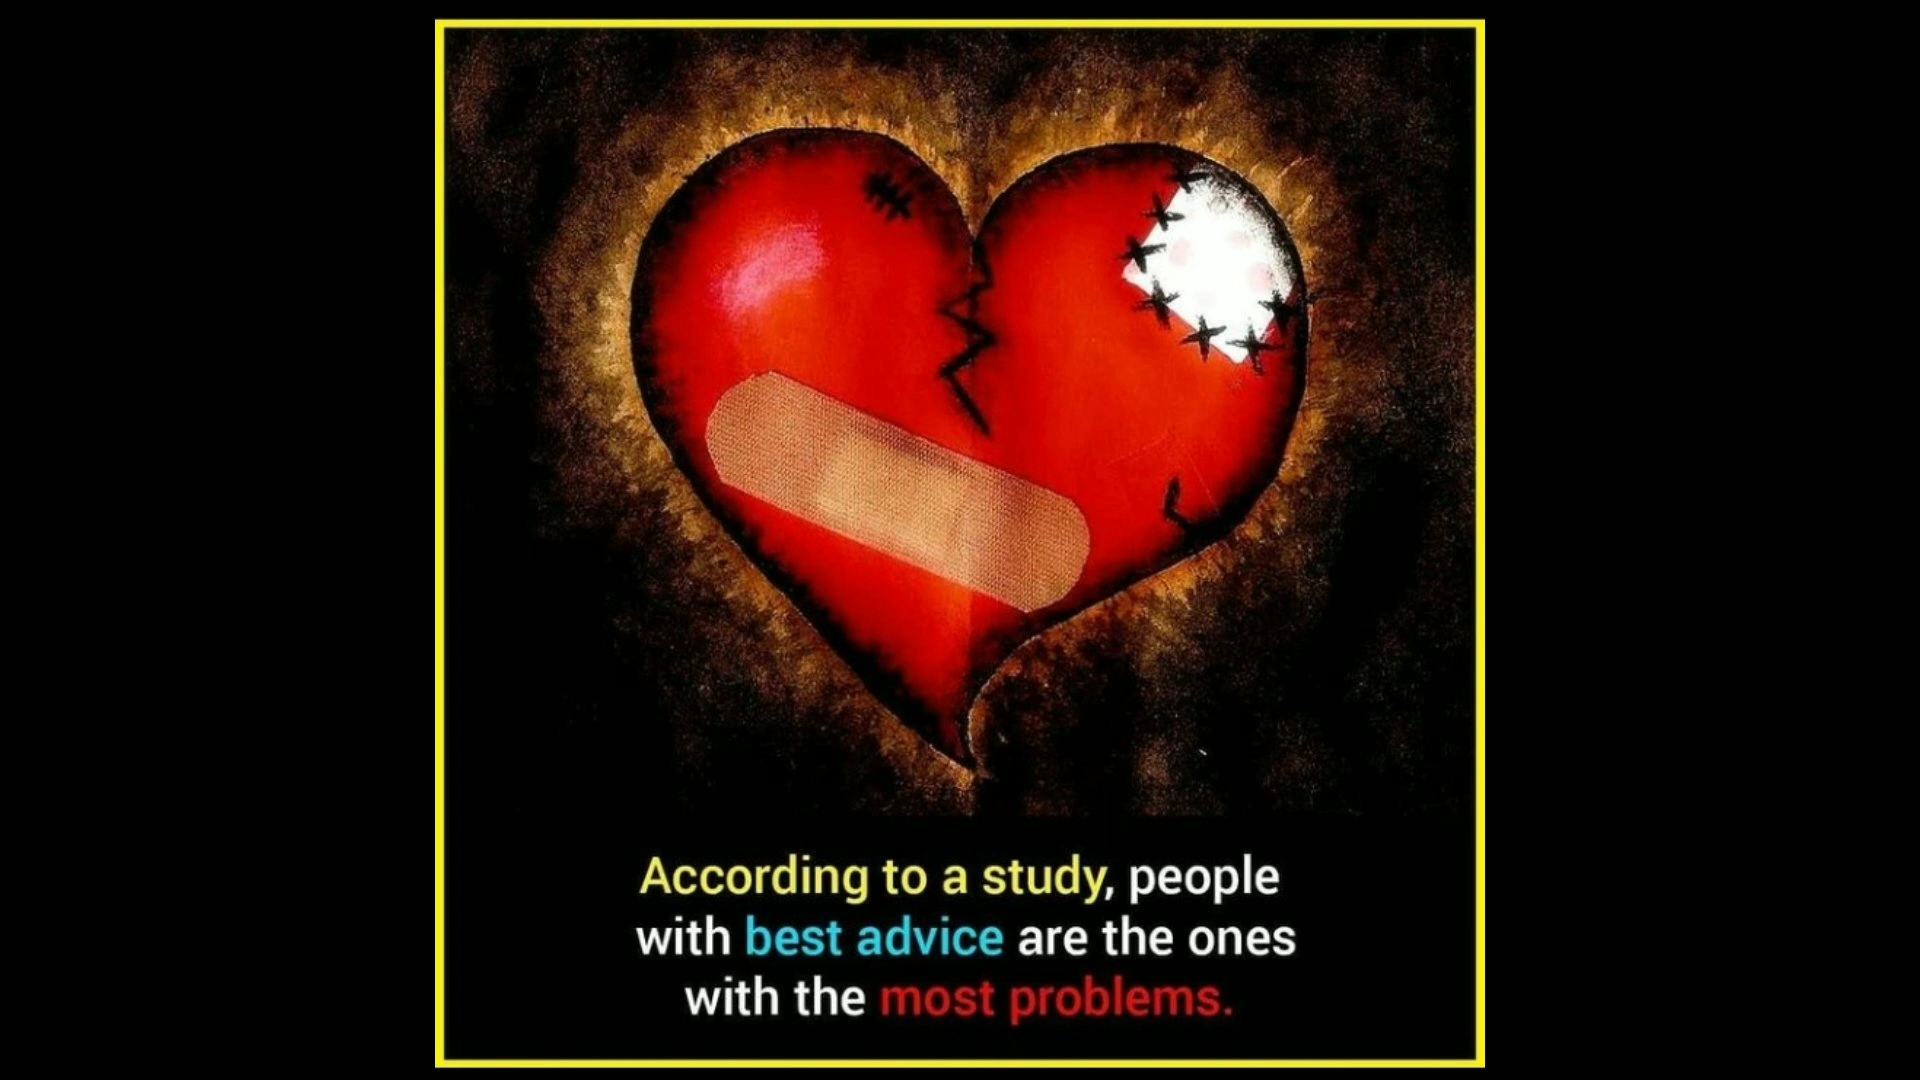 According to a study, people
with best advice are the ones
with the most problems.